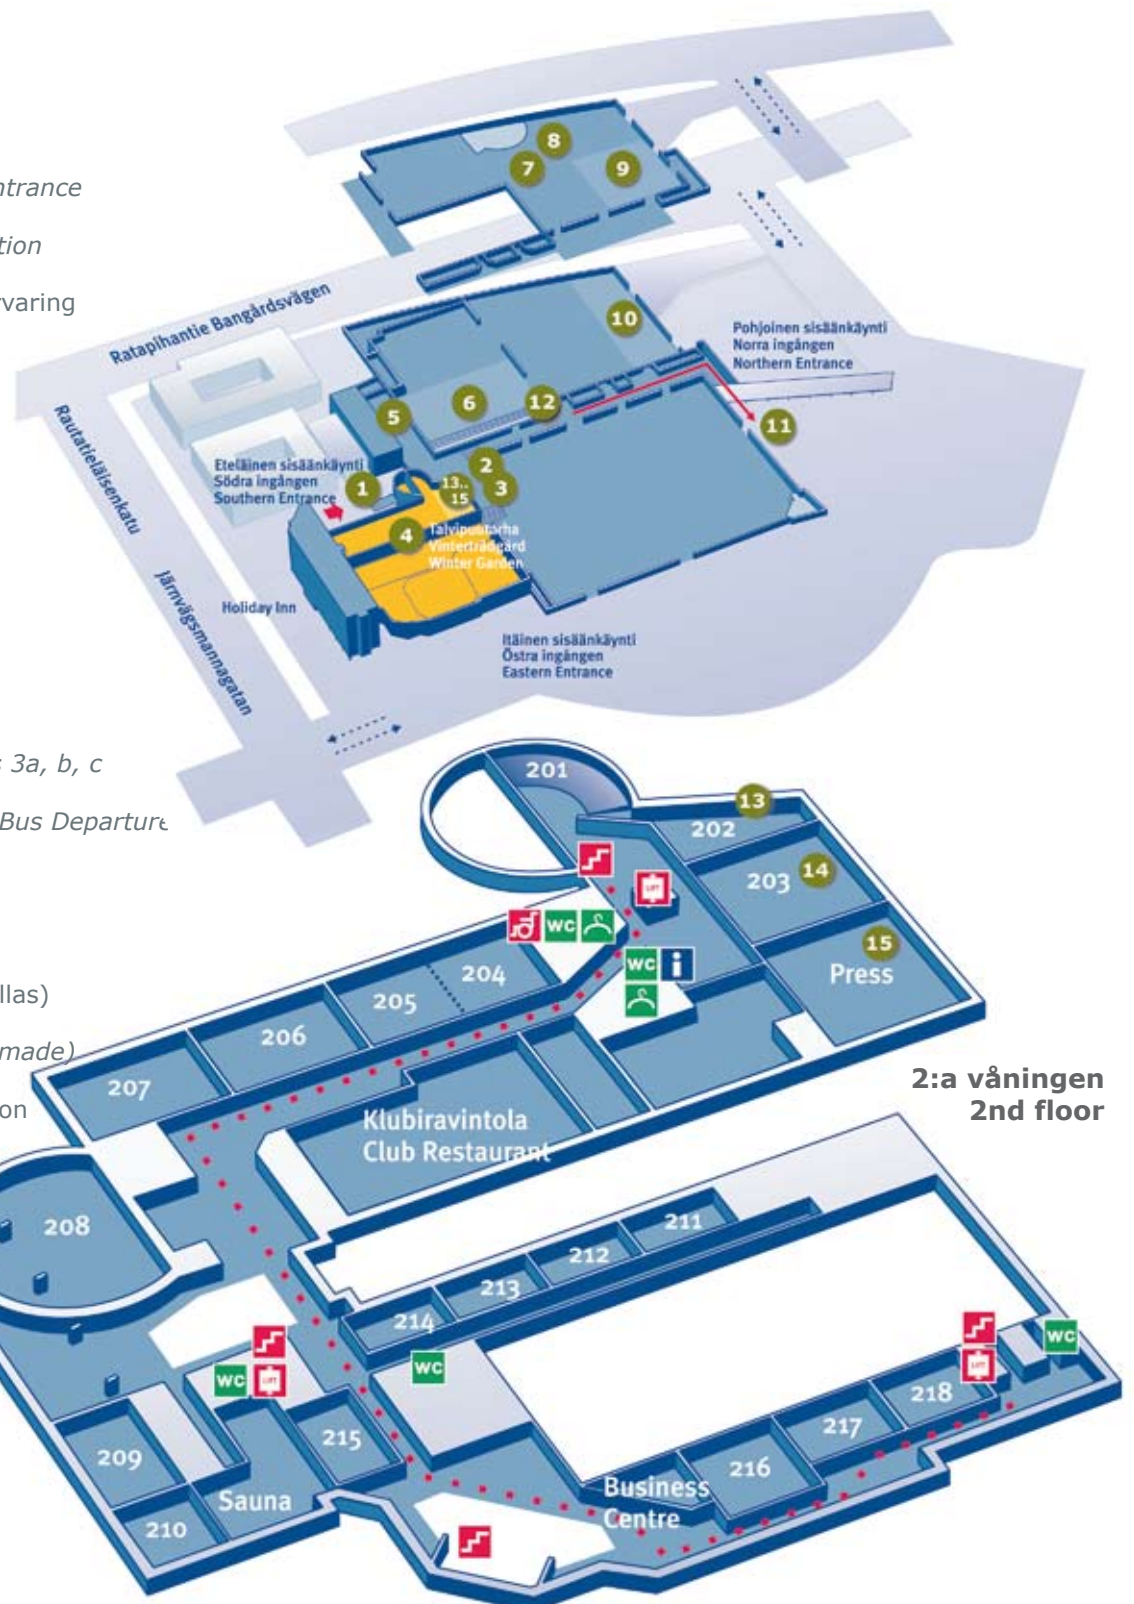 8
7
9
ntrance
tion
varing
Ratapihantie Bangårdsvägen
10
Pohjoinen sisäänkäynti
Norra ingången
Northern Entrance
Rautatieläisenkatu
5
6
12
11
Eteläinen sisäänkäynti
Södra ingången
Southern Entrance
1
2
13..
15
3
4
Talvipuutarha
Vinterträdgård
Winter Garden
Järnvägsmannagatan
Holiday Inn
Itäinen sisäänkäynti
Östra ingången
Eastern Entrance
3a, b, c
Bus Departure
201
13
202
LIFT
203
14
WC
15
WC
i
Press
204
205
llas)
206
made)
207
on
2:a våningen
2nd floor
Klubiravintola
Club Restaurant
208
211
212
213
214
WC
WC
LIFT
WC
LIFT
218
217
215
209
216
Sauna
Business
Centre
210